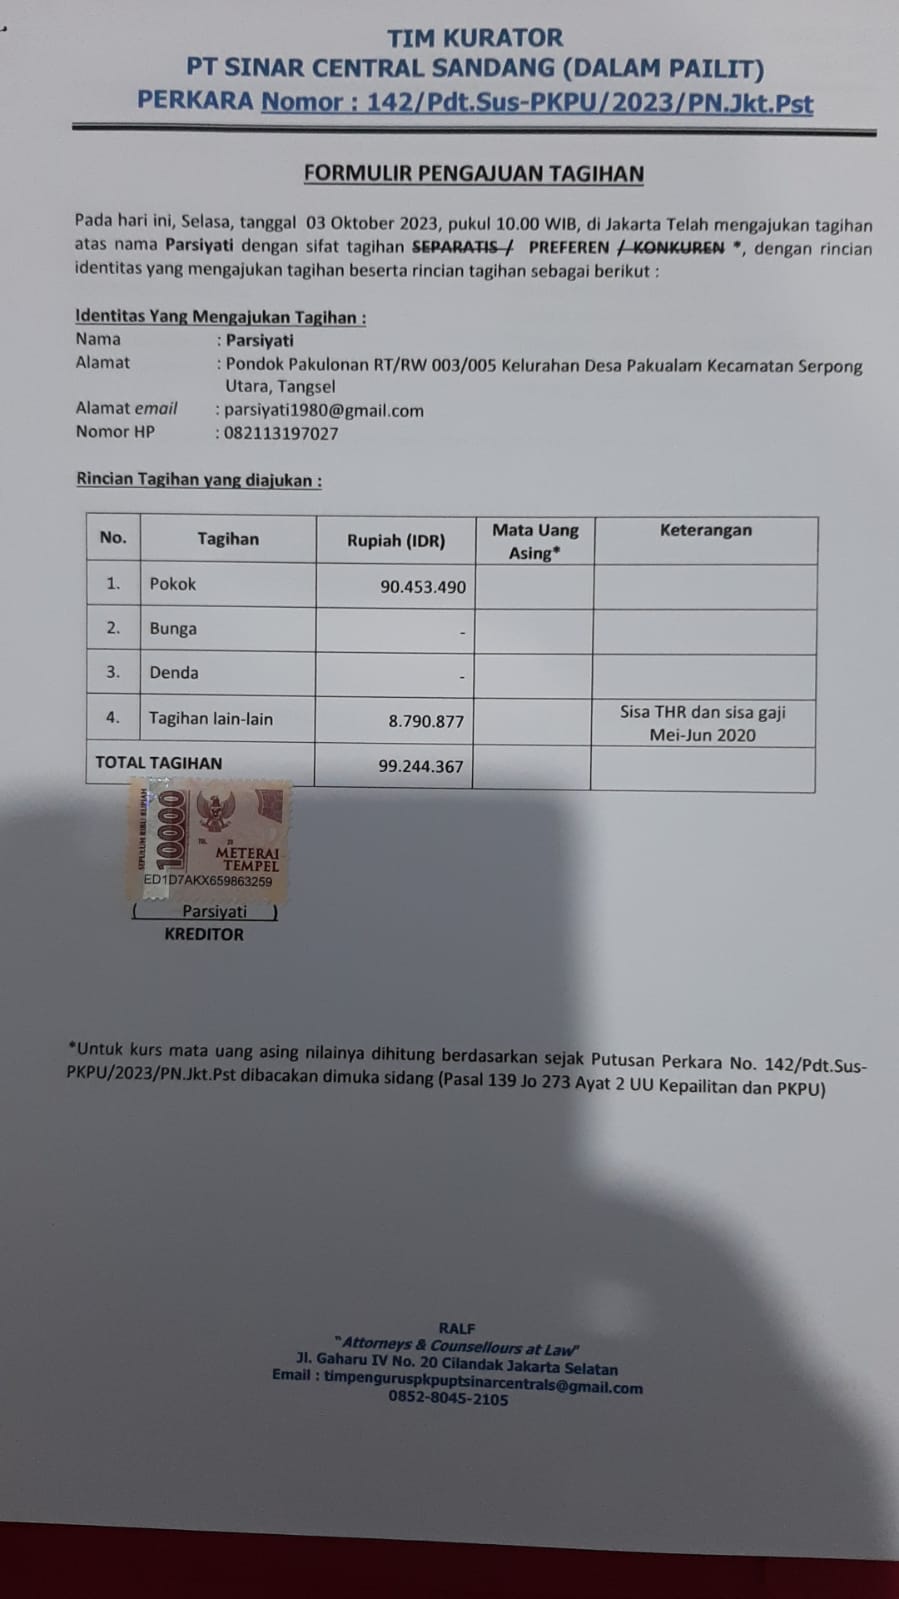 TIM KURATOR
PT SINAR CENTRAL SANDANG (DALAM PAILIT)
PERKARA Nomor : 142/Pdt.Sus-PKPU/2023/PN.Jkt.Pst
FORMULIR PENGAJUAN TAGIHAN
Pada hari ini, Selasa, tanggal 03 Oktober 2023, pukul 10.00 WIB, di Jakarta Telah mengajukan tagihan
atas nama Parsiyati dengan sifat tagihan SEPARATIS / PREFEREN / KONKUREN *, dengan rincian
identitas yang mengajukan tagihan beserta rincian tagihan sebagai berikut :
Identitas Yang Mengajukan Tagihan :
Nama : Parsiyati
Alamat : Pondok Pakulonan RT/RW 003/005 Kelurahan Desa Pakualam Kecamatan Serpong
Utara, Tangsel
Alamat email : parsiyati1980@gmail.com
Nomor HP : 082113197027
Rincian Tagihan yang diajukan :
No. Tagihan Rupiah (IDR) Mata Uang Asing* Keterangan
1. Pokok 90.453.490
2. Bunga -
3. Denda -
4. Tagihan lain-lain 8.790.877 Sisa THR dan sisa gaji Mei-Jun 2020
TOTAL TAGIHAN 99.244.367
SEPULUH RIBU RUPIAH
10000
TGL. 20
METERAI
TEMPEL
ED1D7AKX659863259
( Parsiyati )
KREDITOR
*Untuk kurs mata uang asing nilainya dihitung berdasarkan sejak Putusan Perkara No. 142/Pdt.Sus-
PKPU/2023/PN.Jkt.Pst dibacakan dimuka sidang (Pasal 139 Jo 273 Ayat 2 UU Kepailitan dan PKPU)
RALF
"Attorneys & Counsellours at Law"
Jl. Gaharu IV No. 20 Cilandak Jakarta Selatan
Email : timpenguruspkpuptsinarcentrals@gmail.com
0852-8045-2105